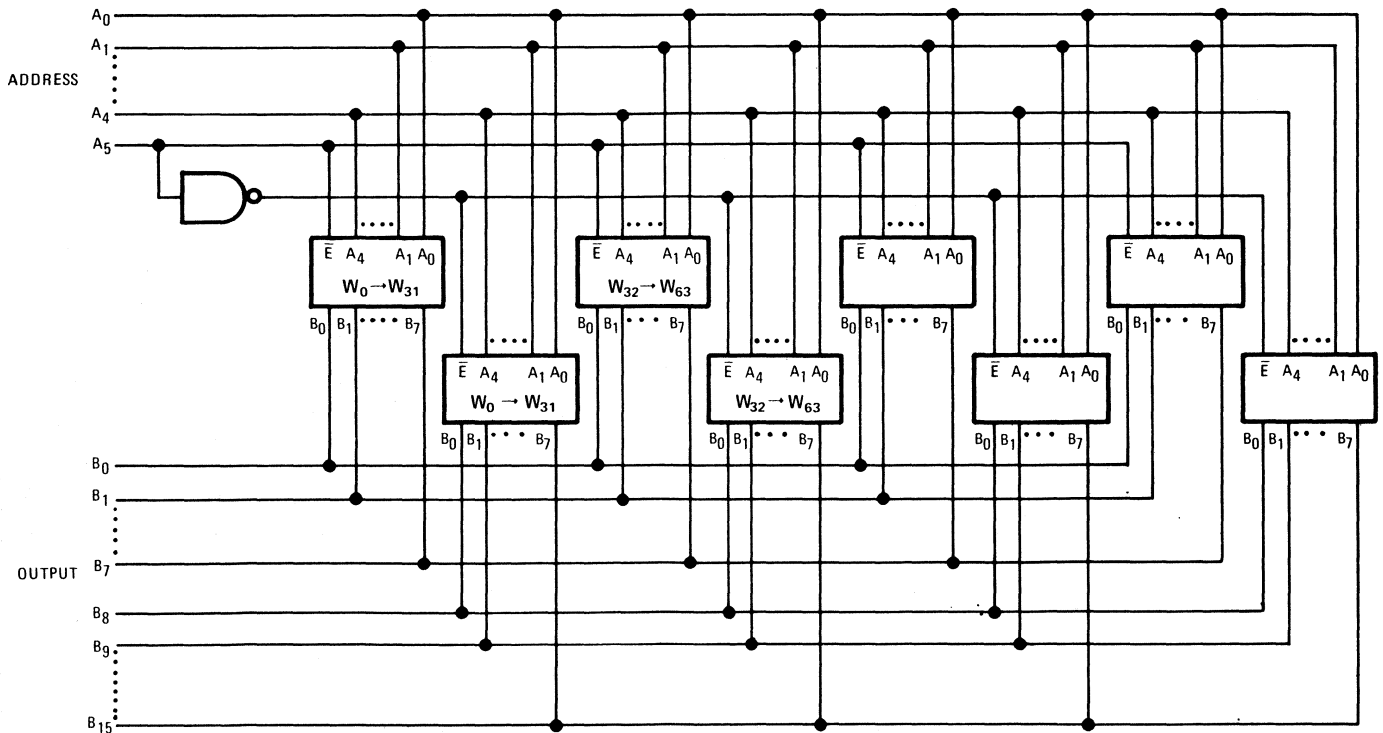 A0
A1
ADDRESS
A4
A5
E̅ A4 A1 A0
W0→W31
B0 B1 B7
E̅ A4 A1 A0
W32→W63
B0 B1 B7
E̅ A4 A1 A0
B0 B1 B7
E̅ A4 A1 A0
B0 B1 B7
E̅ A4 A1 A0
W0 → W31
B0 B1 B7
E̅ A4 A1 A0
W32 → W63
B0 B1 B7
E̅ A4 A1 A0
B0 B1 B7
E̅ A4 A1 A0
B0 B1 B7
B0
B1
OUTPUT B7
B8
B9
B15